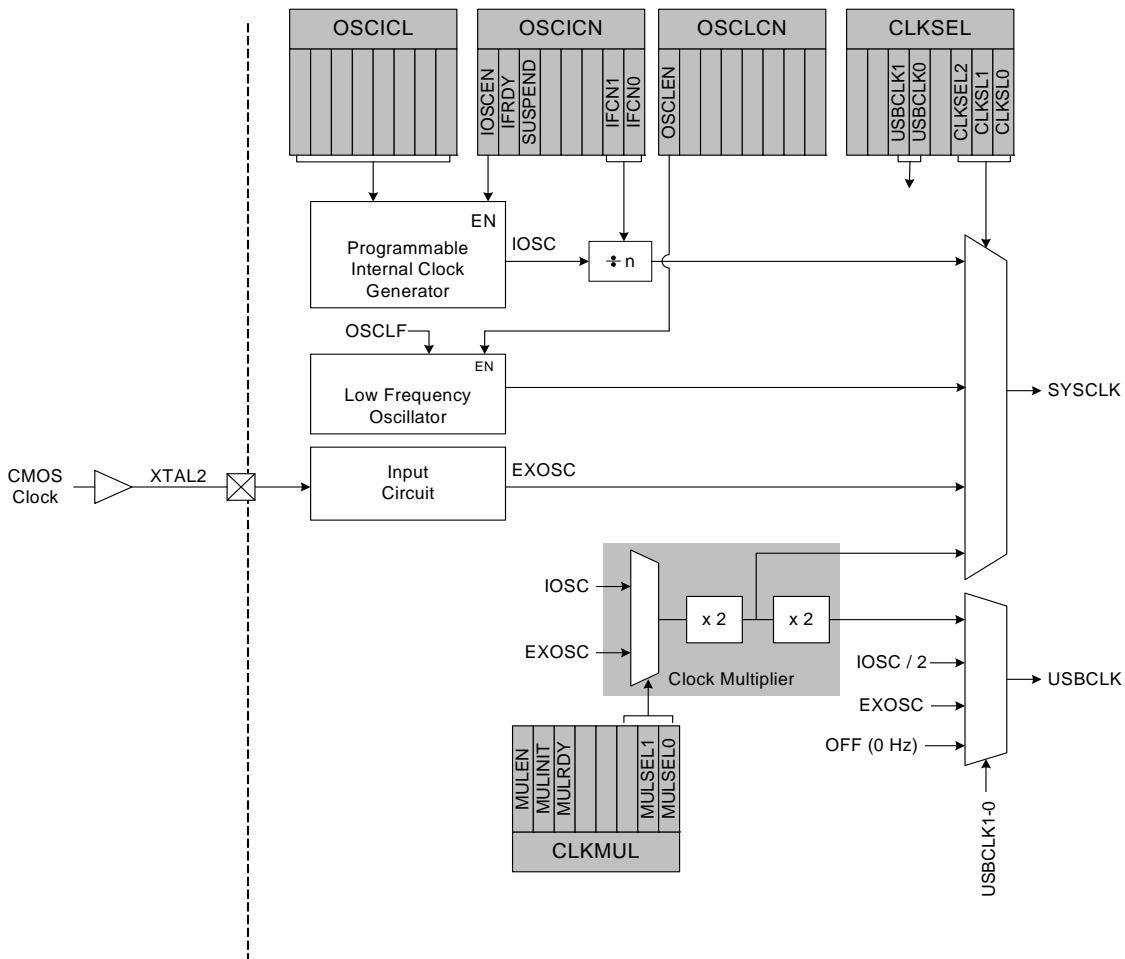 OSCICL
OSCICN
OSCLCN
CLKSEL
IOSCEN
IFRDY
SUSPEND
IFCN1
IFCN0
OSCLEN
USBCLK1
USBCLK0
CLKSEL2
CLKSL1
CLKSL0
EN
Programmable
Internal Clock
Generator
IOSC
÷ n
OSCLF
EN
Low Frequency
Oscillator
SYSCLK
CMOS
Clock
XTAL2
Input
Circuit
EXOSC
IOSC
EXOSC
x 2
x 2
Clock Multiplier
IOSC / 2
EXOSC
OFF (0 Hz)
USBCLK
USBCLK1-0
MULEN
MULINIT
MULRDY
MULSEL1
MULSEL0
CLKMUL